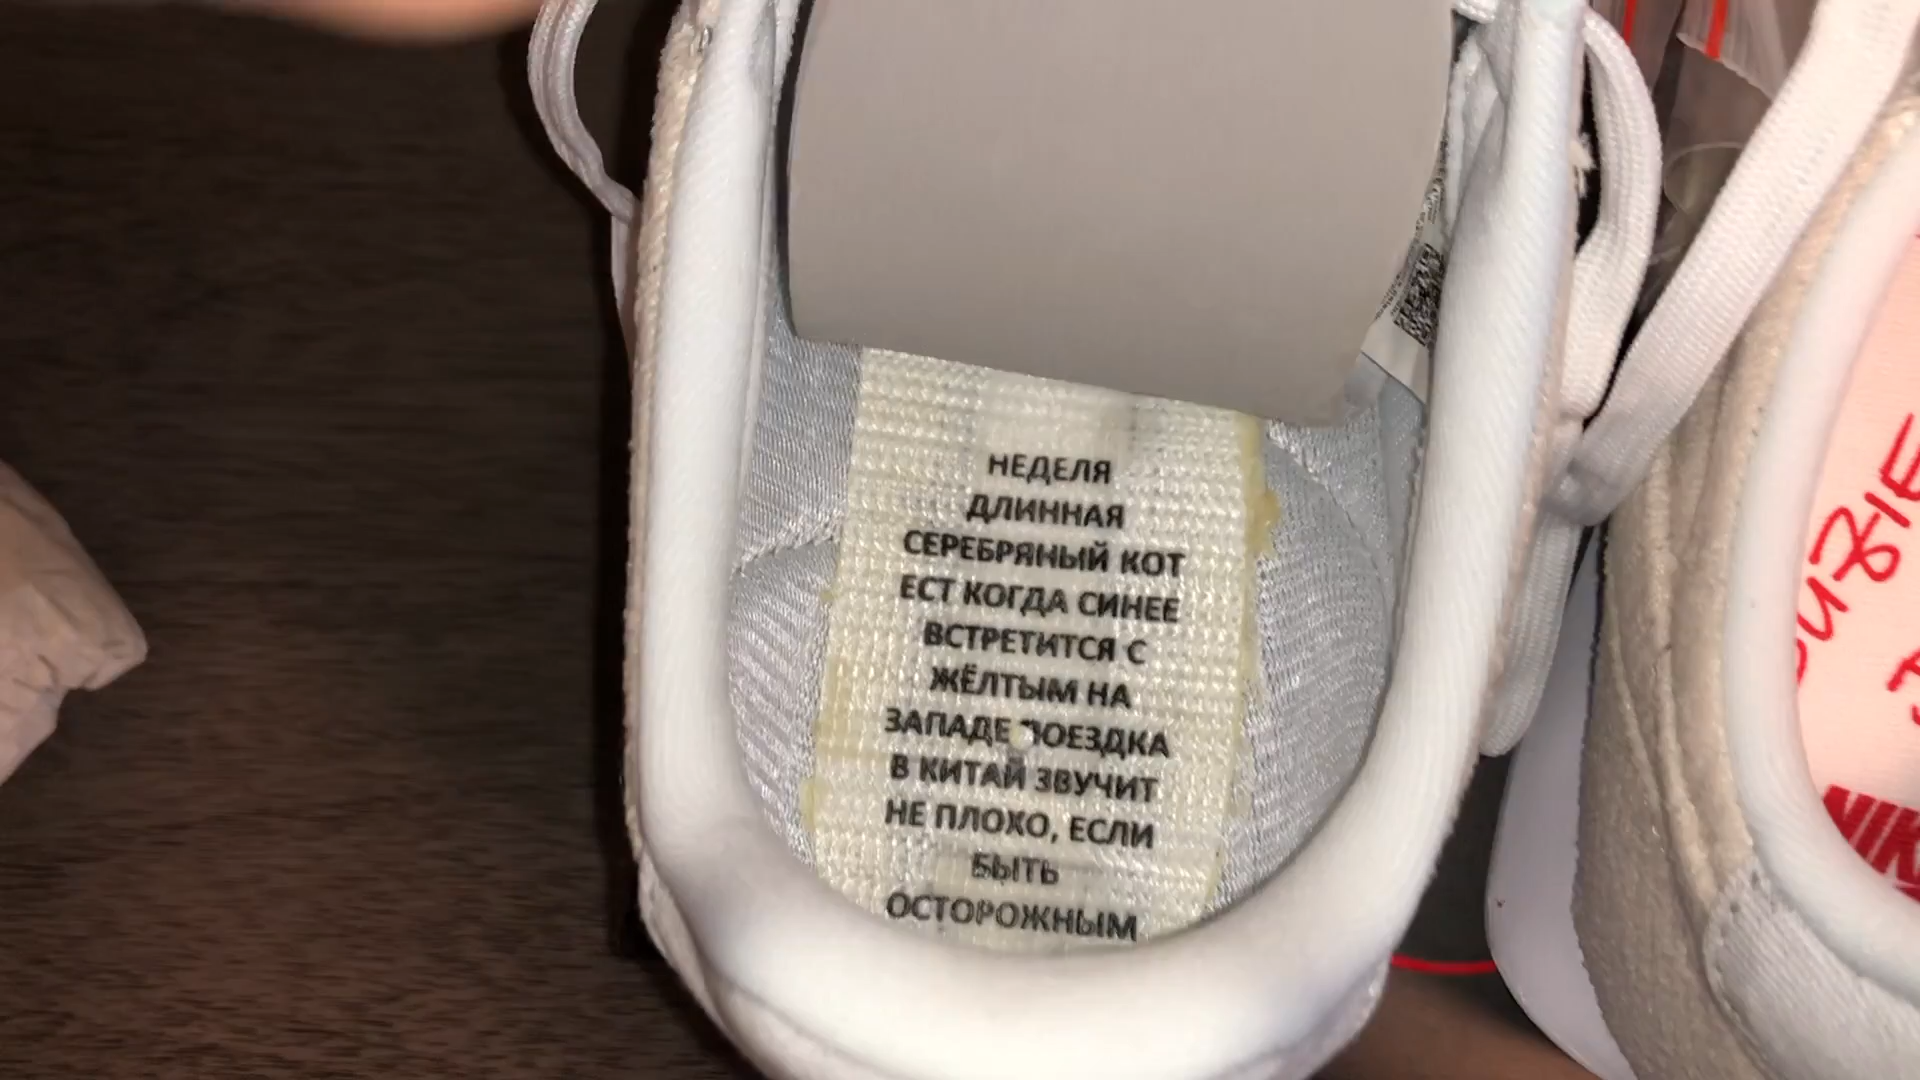 НЕДЕЛЯ
ДЛИННАЯ
СЕРЕБРЯНЫЙ КОТ
ЕСТ КОГДА СИНЕЕ
ВСТРЕТИТСЯ С
ЖЁЛТЫМ НА
ЗАПАДЕ ПОЕЗДКА
В КИТАЙ ЗВУЧИТ
НЕ ПЛОХО, ЕСЛИ
БЫТЬ
ОСТОРОЖНЫМ